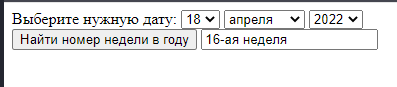 Выберите нужную дату: 18 апреля 2022
Найти номер недели в году 16-ая неделя